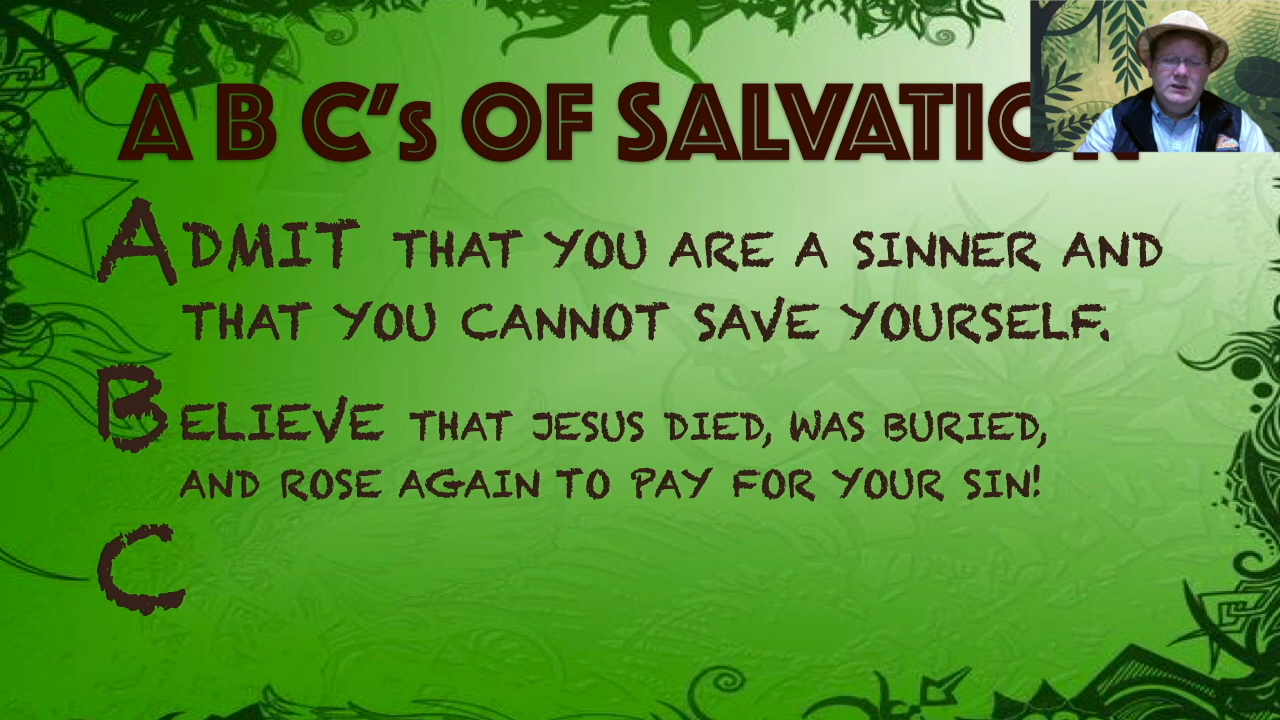 A B C's OF SALVATION
ADMIT THAT YOU ARE A SINNER AND
THAT YOU CANNOT SAVE YOURSELF.
BELIEVE THAT JESUS DIED, WAS BURIED,
AND ROSE AGAIN TO PAY FOR YOUR SIN!
C